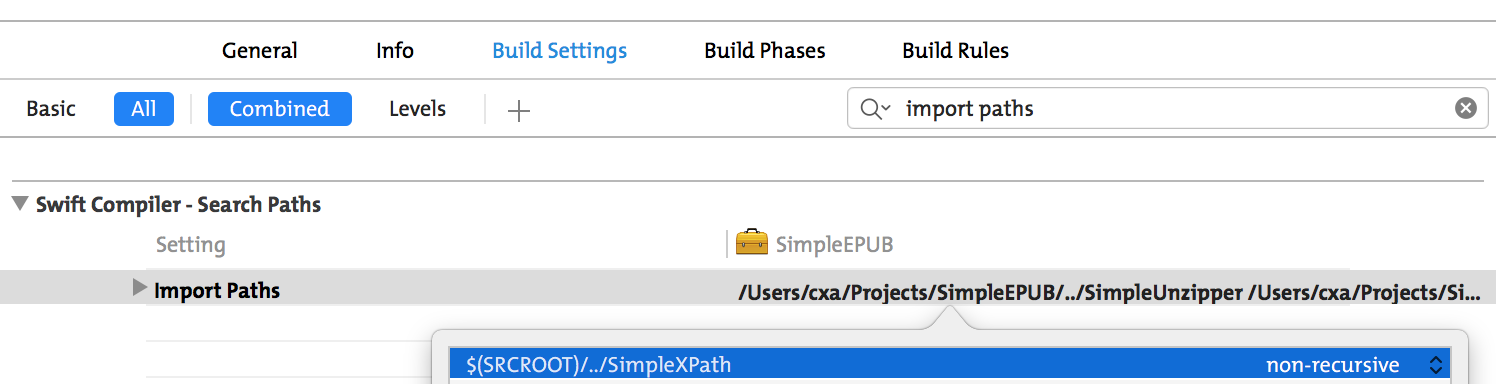 General Info Build Settings Build Phases Build Rules
Basic All Combined Levels import paths
Swift Compiler - Search Paths
Setting SimpleEPUB
Import Paths /Users/cxa/Projects/SimpleEPUB/../SimpleUnzipper /Users/cxa/Projects/Si...
$(SRCROOT)/../SimpleXPath non-recursive